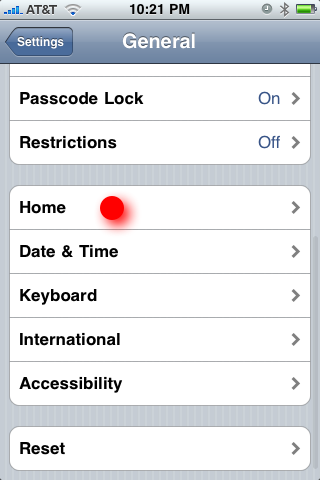 AT&T 10:21 PM
Settings General
Passcode Lock On
Restrictions Off
Home
Date & Time
Keyboard
International
Accessibility
Reset